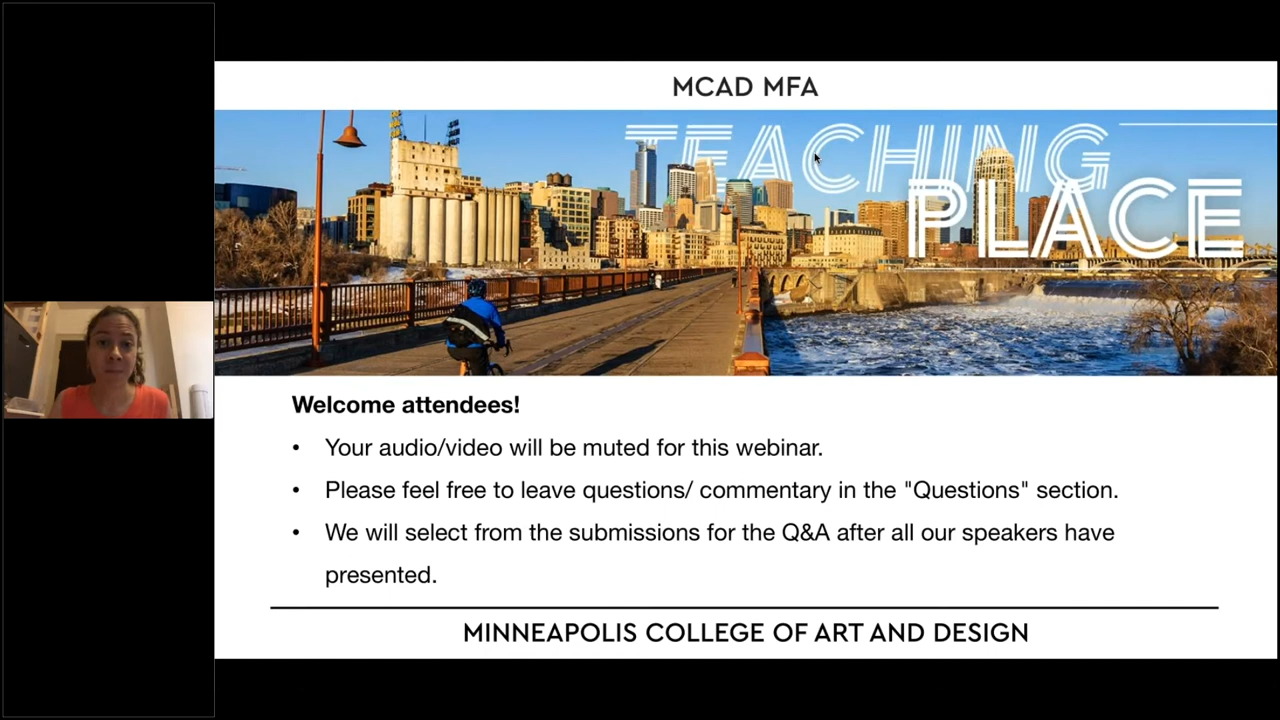 MCAD MFA
TEACHING
PLACE
Welcome attendees!
• Your audio/video will be muted for this webinar.
• Please feel free to leave questions/ commentary in the "Questions" section.
• We will select from the submissions for the Q&A after all our speakers have
presented.
MINNEAPOLIS COLLEGE OF ART AND DESIGN